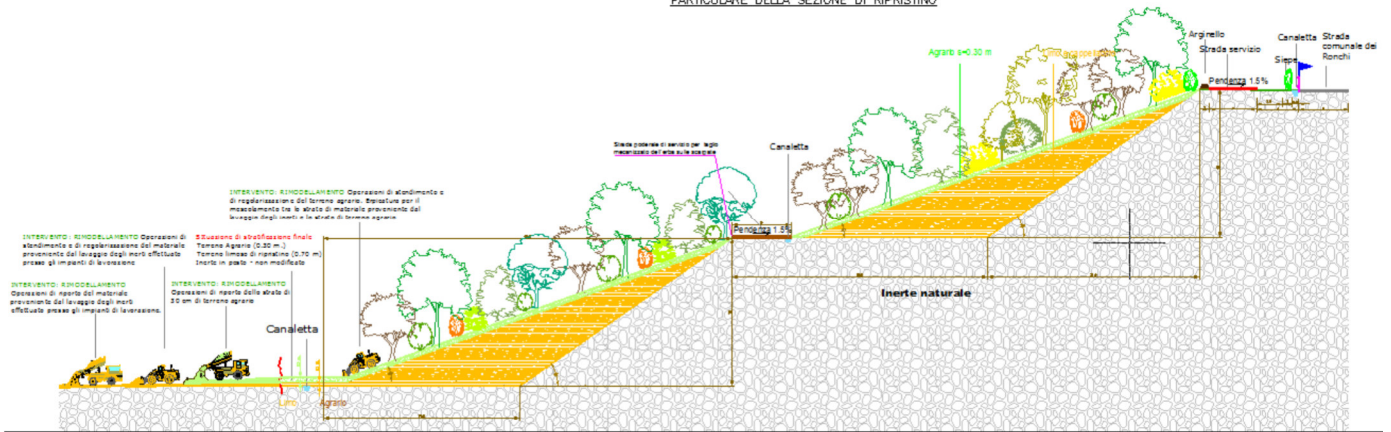 PARTICOLARE DELLA SEZIONE DI RIPRISTINO
Arginello
Strada servizio
Canaletta
Strada
comunale dei
Ronchi
Siepe
Pendenza 1.5%
Agrario s=0.30 m
Strada poderale di servizio per taglio
meccanizzato dell'erba sulle scarpate
Canaletta
Pendenza 1.5%
INTERVENTO: RIMODELLAMENTO Operazioni di stendimento e
di regolarizzazione del terreno agrario. Erpicatura per il
mescolamento tra lo strato di materiale proveniente dal
lavaggio degli inerti e lo strato di terreno agrario
INTERVENTO: RIMODELLAMENTO Operazioni di
stendimento e di regolarizzazione del materiale
proveniente dal lavaggio degli inerti effettuato
presso gli impianti di lavorazione
Situazione di stratificazione finale
Terreno Agrario (0.30 m.)
Terreno limoso di ripristino (0.70 m)
Inerte in posto - non modificato
INTERVENTO: RIMODELLAMENTO
Operazioni di riporto del materiale
proveniente dal lavaggio degli inerti
effettuato presso gli impianti di lavorazione.
INTERVENTO: RIMODELLAMENTO
Operazioni di riporto dello strato di
30 cm di terreno agrario
Inerte naturale
Canaletta
Limo
Agrario